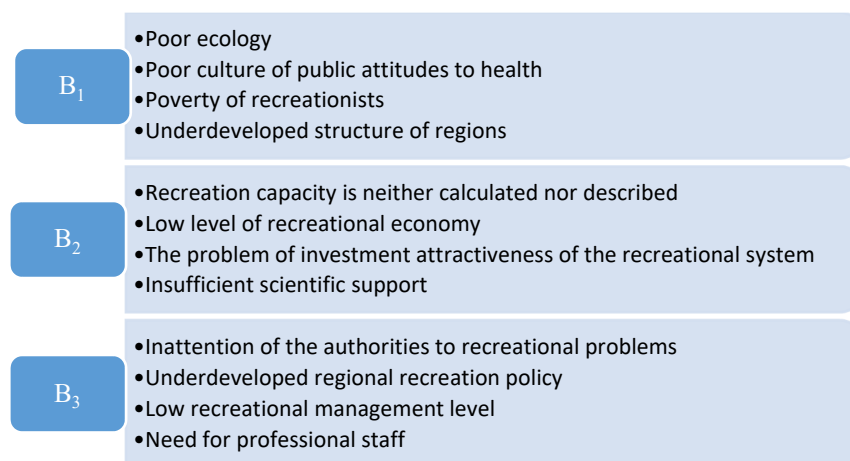 B₁
•Poor ecology
•Poor culture of public attitudes to health
•Poverty of recreationists
•Underdeveloped structure of regions
B₂
•Recreation capacity is neither calculated nor described
•Low level of recreational economy
•The problem of investment attractiveness of the recreational system
•Insufficient scientific support
B₃
•Inattention of the authorities to recreational problems
•Underdeveloped regional recreation policy
•Low recreational management level
•Need for professional staff